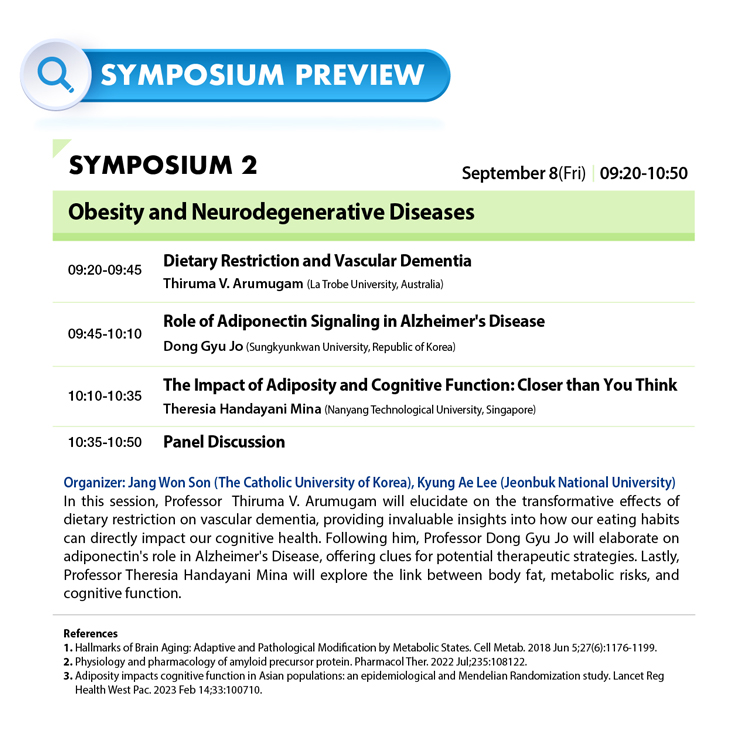 SYMPOSIUM PREVIEW
SYMPOSIUM 2
September 8(Fri) | 09:20-10:50
Obesity and Neurodegenerative Diseases
09:20-09:45
Dietary Restriction and Vascular Dementia
Thiruma V. Arumugam (La Trobe University, Australia)
09:45-10:10
Role of Adiponectin Signaling in Alzheimer's Disease
Dong Gyu Jo (Sungkyunkwan University, Republic of Korea)
10:10-10:35
The Impact of Adiposity and Cognitive Function: Closer than You Think
Theresia Handayani Mina (Nanyang Technological University, Singapore)
10:35-10:50
Panel Discussion
Organizer: Jang Won Son (The Catholic University of Korea), Kyung Ae Lee (Jeonbuk National University)
In this session, Professor Thiruma V. Arumugam will elucidate on the transformative effects of
dietary restriction on vascular dementia, providing invaluable insights into how our eating habits
can directly impact our cognitive health. Following him, Professor Dong Gyu Jo will elaborate on
adiponectin's role in Alzheimer's Disease, offering clues for potential therapeutic strategies. Lastly,
Professor Theresia Handayani Mina will explore the link between body fat, metabolic risks, and
cognitive function.
References
1. Hallmarks of Brain Aging: Adaptive and Pathological Modification by Metabolic States. Cell Metab. 2018 Jun 5;27(6):1176-1199.
2. Physiology and pharmacology of amyloid precursor protein. Pharmacol Ther. 2022 Jul;235:108122.
3. Adiposity impacts cognitive function in Asian populations: an epidemiological and Mendelian Randomization study. Lancet Reg
Health West Pac. 2023 Feb 14;33:100710.